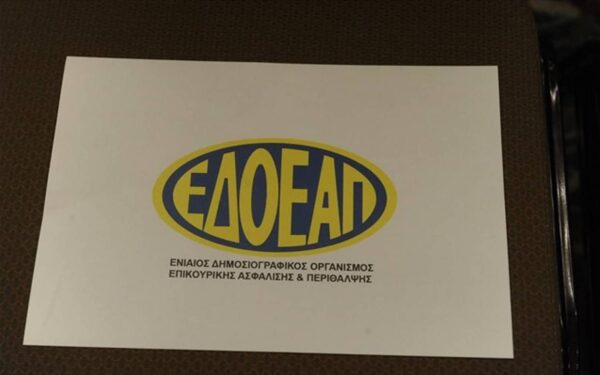 ΕΔΟΕΑΠ
ΕΝΙΑΙΟΣ ΔΗΜΟΣΙΟΓΡΑΦΙΚΟΣ ΟΡΓΑΝΙΣΜΟΣ
ΕΠΙΚΟΥΡΙΚΗΣ ΑΣΦΑΛΙΣΗΣ & ΠΕΡΙΘΑΛΨΗΣ